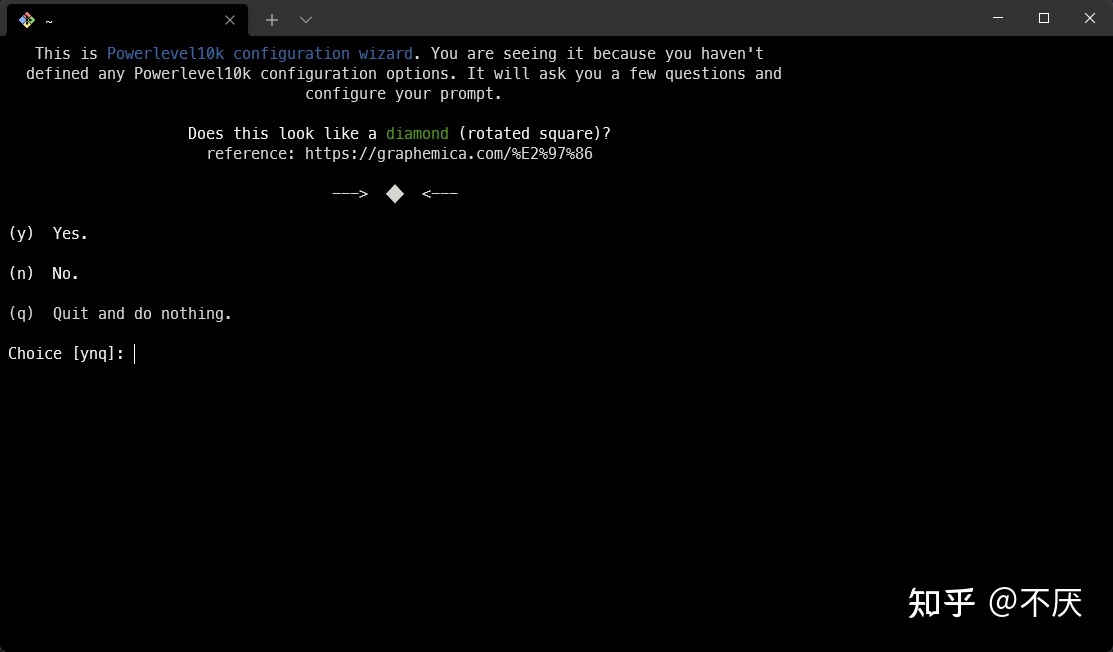 ~
This is Powerlevel10k configuration wizard. You are seeing it because you haven't
defined any Powerlevel10k configuration options. It will ask you a few questions and
configure your prompt.
Does this look like a diamond (rotated square)?
reference: https://graphemica.com/%E2%97%86
---> ◆ <---
(y) Yes.
(n) No.
(q) Quit and do nothing.
Choice [ynq]:
知乎 @不厌